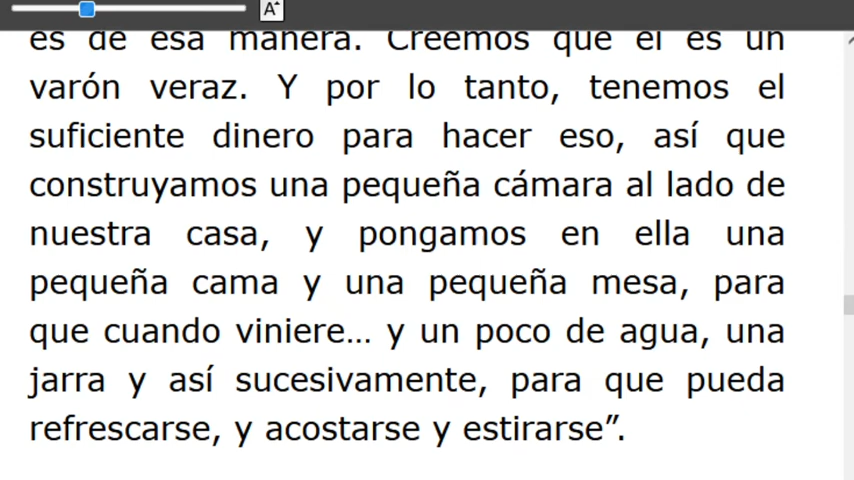 A
es de esa manera. Creemos que él es un
varón veraz. Y por lo tanto, tenemos el
suficiente dinero para hacer eso, así que
construyamos una pequeña cámara al lado de
nuestra casa, y pongamos en ella una
pequeña cama y una pequeña mesa, para
que cuando viniere... y un poco de agua, una
jarra y así sucesivamente, para que pueda
refrescarse, y acostarse y estirarse”.